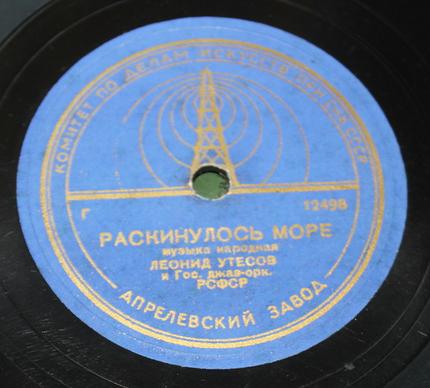 КОМИТЕТ ПО ДЕЛАМ ИСКУССТВ ПРИ СНК СССР
Г 12498
РАСКИНУЛОСЬ МОРЕ
музыка народная
ЛЕОНИД УТЕСОВ
и Гос. джаз-орк.
РСФСР
АПРЕЛЕВСКИЙ ЗАВОД